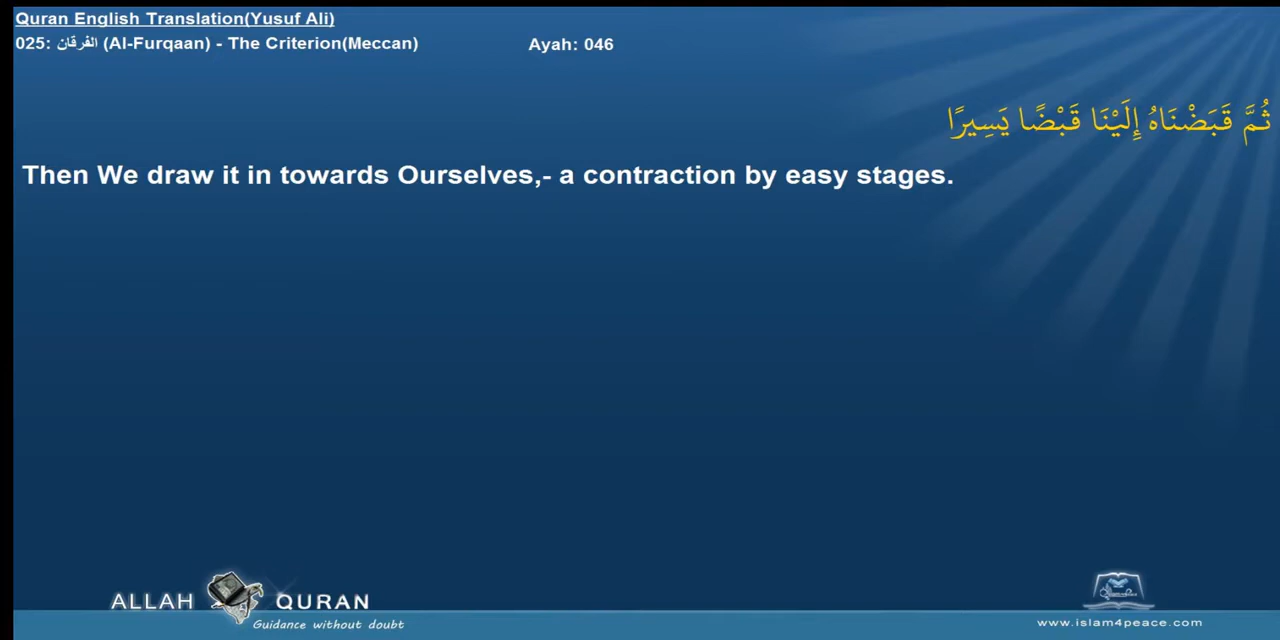 Quran English Translation(Yusuf Ali)
025: الفرقان (Al-Furqaan) - The Criterion(Meccan) Ayah: 046
ثُمَّ قَبَضْنَاهُ إِلَيْنَا قَبْضًا يَسِيرًا
Then We draw it in towards Ourselves,- a contraction by easy stages.
ALLAH QURAN
Guidance without doubt
www.islam4peace.com